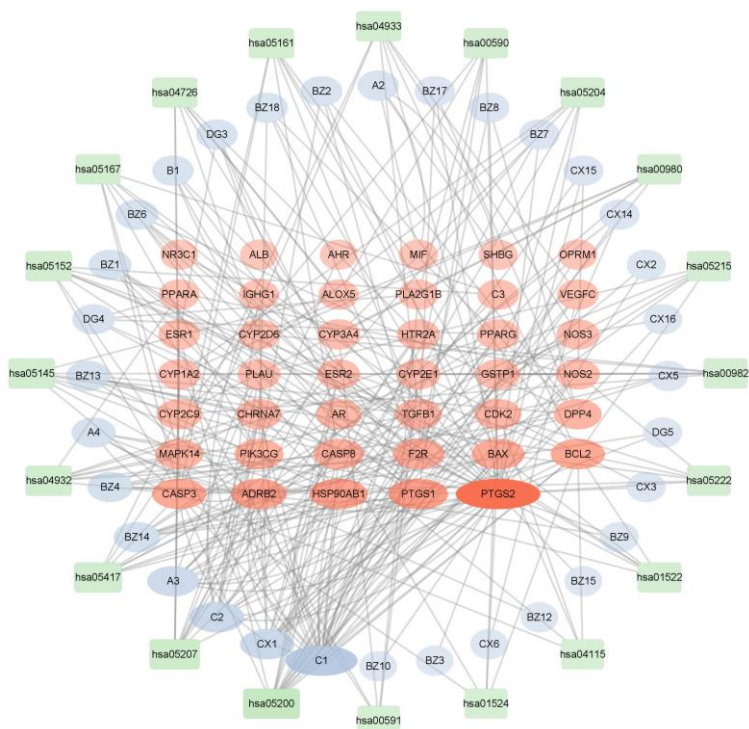 hsa04933
hsa05161
hsa00590
hsa04726
BZ2
A2
BZ17
hsa05204
BZ18
BZ8
DG3
BZ7
hsa05167
B1
CX15
hsa00980
BZ6
CX14
NR3C1 ALB AHR MIF SHBG OPRM1
hsa05152
BZ1
CX2
hsa05215
PPARA IGHG1 ALOX5 PLA2G1B C3 VEGFC
DG4
CX16
ESR1 CYP2D6 CYP3A4 HTR2A PPARG NOS3
hsa05145
BZ13
CYP1A2 PLAU ESR2 CYP2E1 GSTP1 NOS2
CX5
hsa00982
CYP2C9 CHRNA7 AR TGFB1 CDK2 DPP4
A4
DG5
MAPK14 PIK3CG CASP8 F2R BAX BCL2
hsa04932
BZ4
CX3
hsa05222
CASP3 ADRB2 HSP90AB1 PTGS1 PTGS2
BZ14
BZ9
hsa05417
A3
BZ15
hsa01522
C2
BZ12
hsa05207
CX1
C1
BZ10
BZ3
CX6
hsa04115
hsa05200
hsa00591
hsa01524